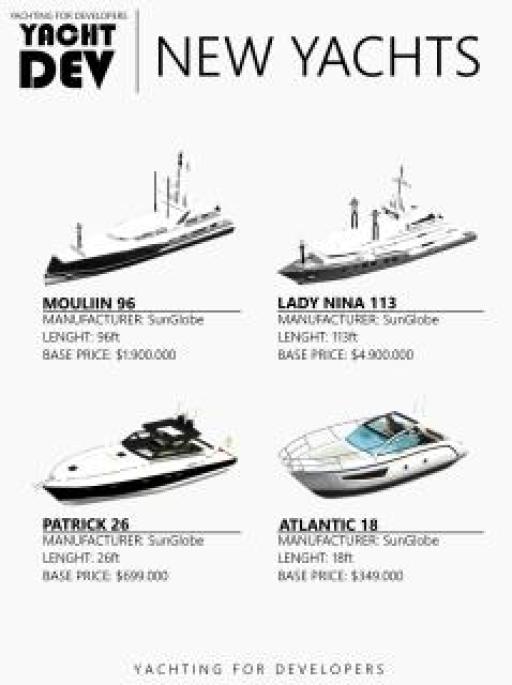 YACHTING FOR DEVELOPERS
YACHT
DEV
NEW YACHTS
MOULIIN 96
MANUFACTURER: SunGlobe
LENGHT: 96ft
BASE PRICE: $1.900.000
LADY NINA 113
MANUFACTURER: SunGlobe
LENGHT: 113ft
BASE PRICE: $4.900.000
PATRICK 26
MANUFACTURER: SunGlobe
LENGHT: 26ft
BASE PRICE: $699.000
ATLANTIC 18
MANUFACTURER: SunGlobe
LENGHT: 18ft
BASE PRICE: $349.000
YACHTING FOR DEVELOPERS